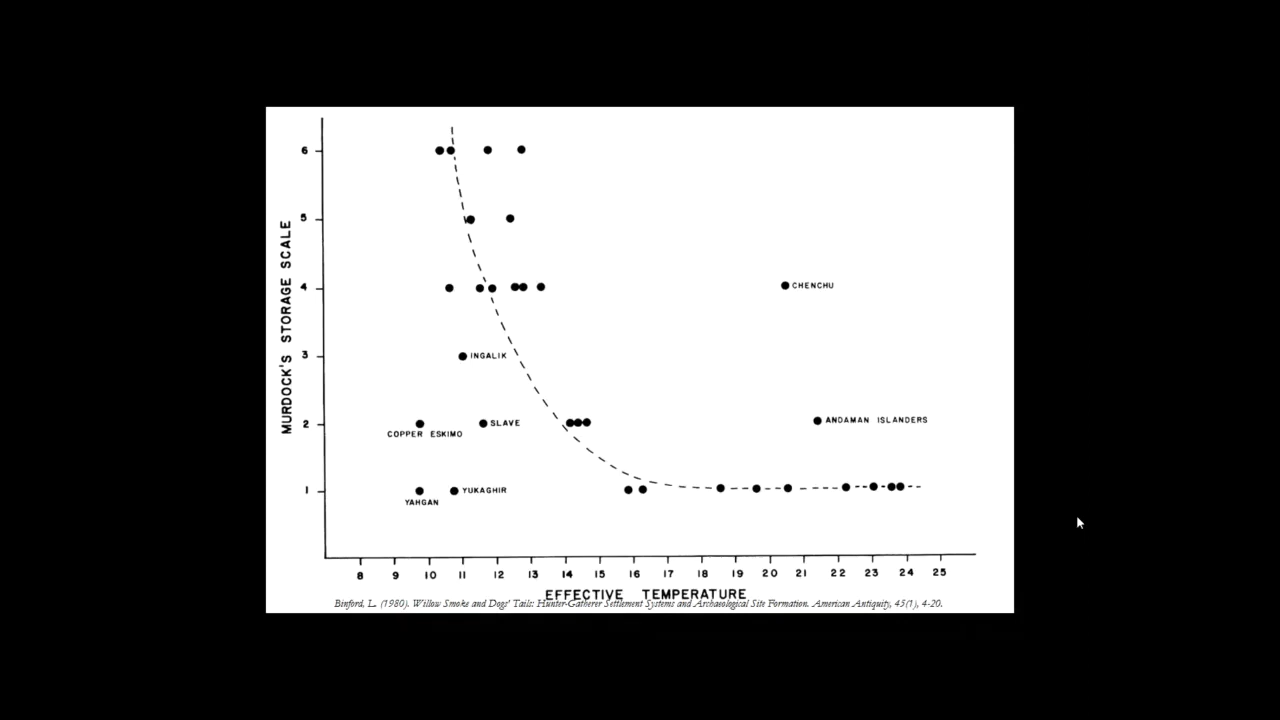 6
5
4
3
2
1
MURDOCK'S STORAGE SCALE
CHENCHU
INGALIK
COPPER ESKIMO
SLAVE
ANDAMAN ISLANDERS
YAHGAN
YUKAGHIR
8 9 10 11 12 13 14 15 16 17 18 19 20 21 22 23 24 25
EFFECTIVE TEMPERATURE
Binford, L. (1980). Willow Smoke and Dogs' Tails: Hunter-Gatherer Settlement Systems and Archaeological Site Formation. American Antiquity, 45(1), 4-20.